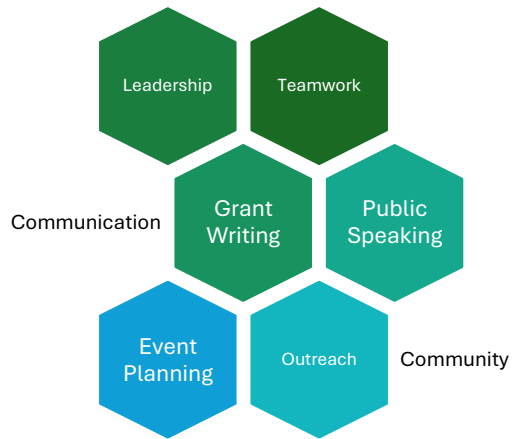 Leadership
Teamwork
Communication
Grant
Writing
Public
Speaking
Event
Planning
Outreach
Community